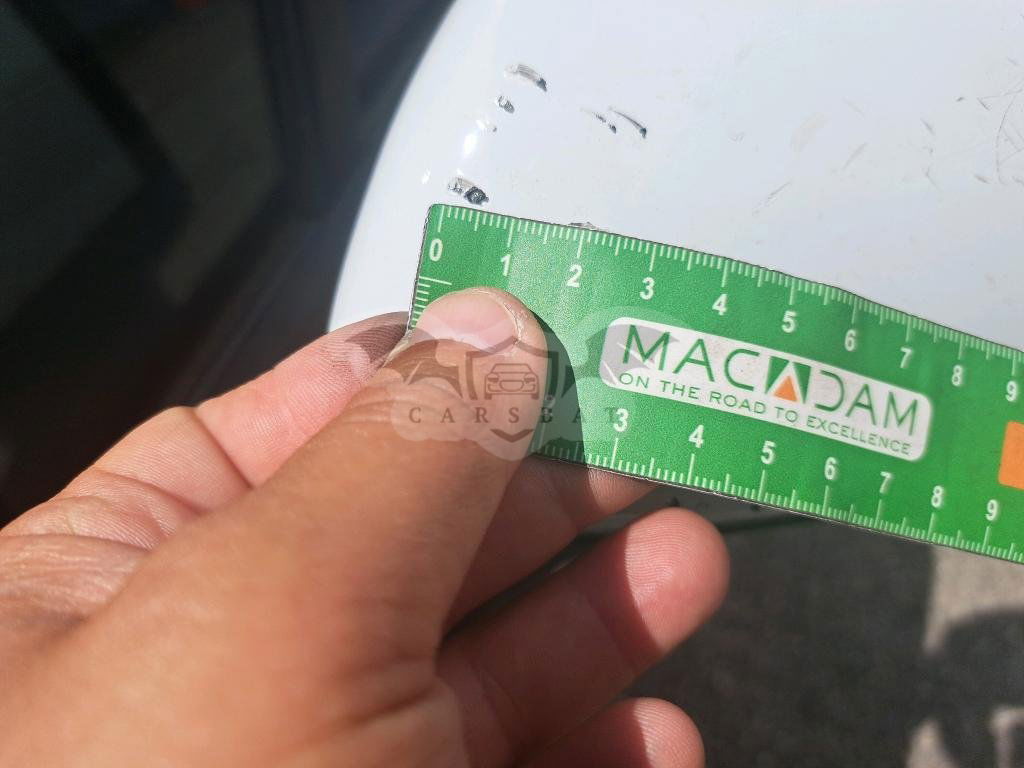 0 1 2 3 4 5 6 7 8 9
MACADAM
ON THE ROAD TO EXCELLENCE
CARSBAT
3 4 5 6 7 8 9